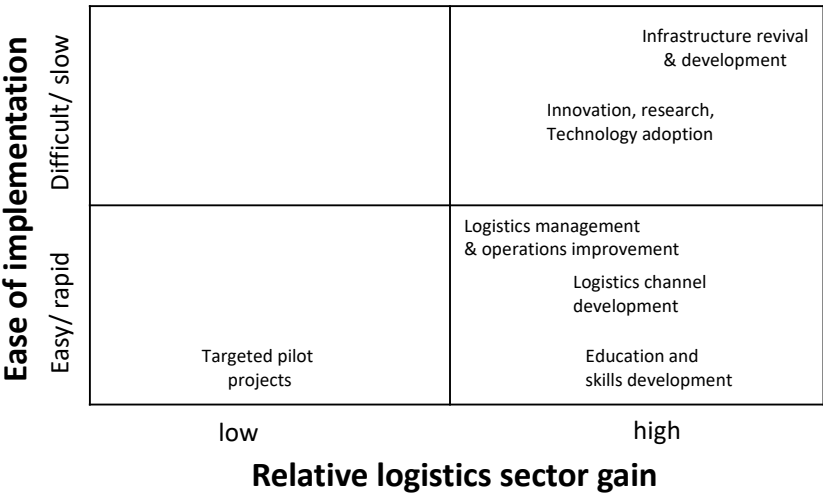 Ease of implementation
Difficult/ slow
Easy/ rapid
Infrastructure revival
& development
Innovation, research,
Technology adoption
Logistics management
& operations improvement
Logistics channel
development
Targeted pilot
projects
Education and
skills development
low
high
Relative logistics sector gain